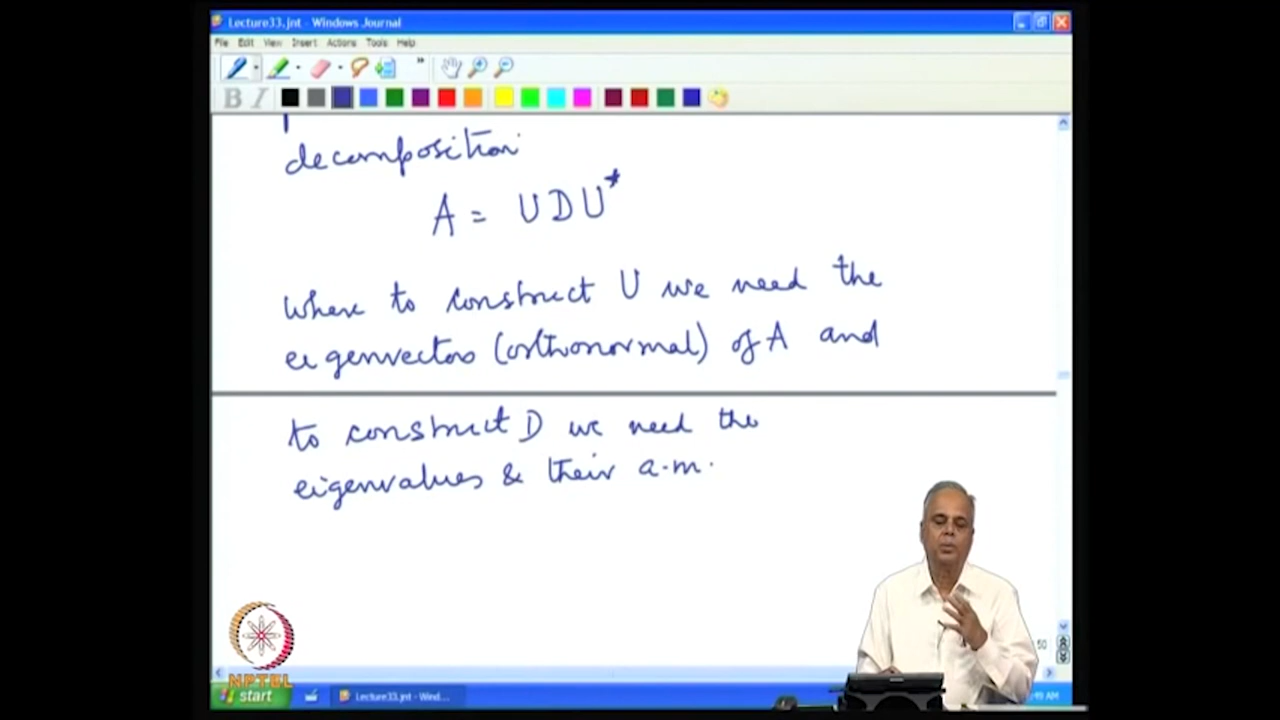 Lecture33.jnt - Windows Journal
File Edit View Insert Actions Tools Help
B I
decomposition
A = U D U*
where to construct U we need the
eigenvectors (orthonormal) of A and
to construct D we need the
eigenvalues & their a.m.
50
NPTEL
start Lecture33.jnt - Wind...